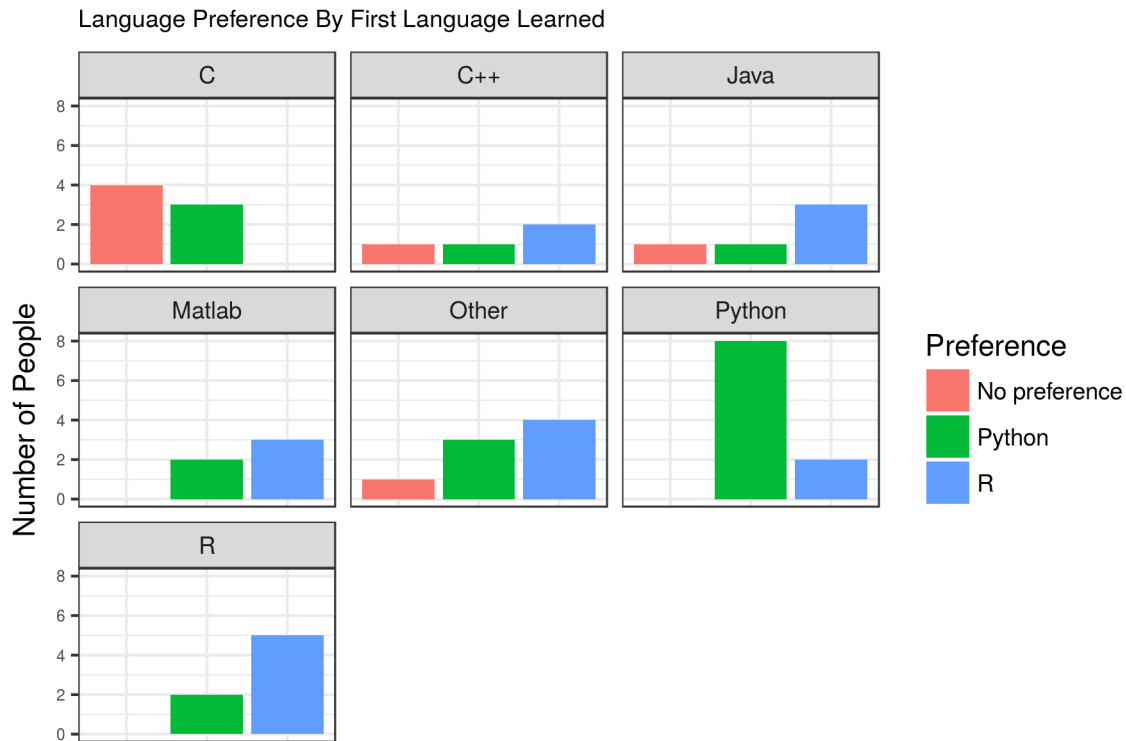 Language Preference By First Language Learned
C
C++
Java
8
6
4
2
0
Matlab
Other
Python
8
6
4
2
0
R
8
6
4
2
0
Number of People
Preference
No preference
Python
R